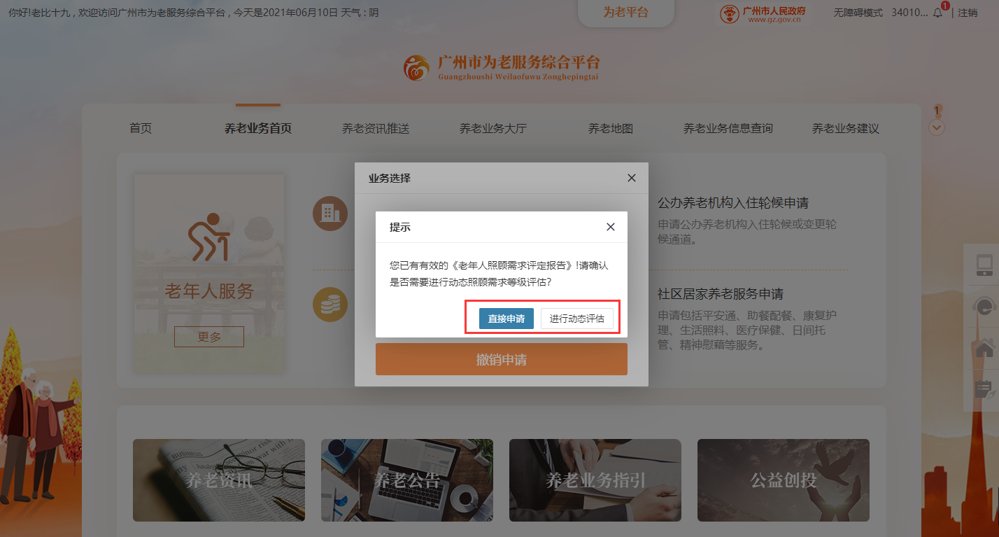 你好!老比十九 , 欢迎访问广州市为老服务综合平台 , 今天是2021年06月10日 天气 : 阴
为老平台
广州市人民政府
www.gz.gov.cn
无障碍模式 34010... 1 | 注销
广州市为老服务综合平台
Guangzhoushi Weilaofuwu Zonghepingtai
1
首页 养老业务首页 养老资讯推送 养老业务大厅 养老地图 养老业务信息查询 养老业务建议
业务选择
公办养老机构入住轮候申请
申请公办养老机构入住轮候或变更轮
候通道。
提示
您已有有效的《老年人照顾需求评定报告》!请确认
是否需要进行动态照顾需求等级评估?
直接申请 进行动态评估
撤销申请
老年人服务
更多
社区居家养老服务申请
申请包括平安通、助餐配餐、康复护
理、生活照料、医疗保健、日间托
管、精神慰藉等服务。
养老资讯 养老公告 养老业务指引 公益创投